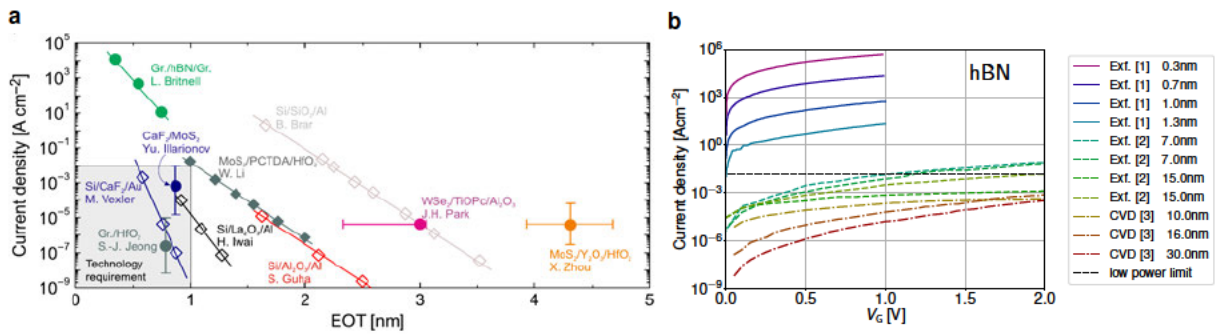 a
Current density [A cm−2]
10^5
10^3
10^1
10^-1
10^-3
10^-5
10^-7
10^-9
Gr./hBN/Gr.
L. Britnell
Si/SiO2/Al
B. Brar
CaF2/MoS2
Yu. Illarionov
MoS2/PCTDA/HfO2
W. Li
Si/CaF2/Au
M. Vexler
WSe2/TiOPc/Al2O3
J.H. Park
Gr./HfO2
S.-J. Jeong
Si/La2O3/Al
H. Iwai
Technology
requirement
Si/Al2O3/Al
S. Guha
MoS2/Y2O3/HfO2
X. Zhou
0 1 2 3 4 5
EOT [nm]
b
Current density [Acm−2]
10^6
10^3
10^0
10^−3
10^−6
10^−9
hBN
0.0 0.5 1.0 1.5 2.0
VG [V]
Exf. [1] 0.3nm
Exf. [1] 0.7nm
Exf. [1] 1.0nm
Exf. [1] 1.3nm
Exf. [2] 7.0nm
Exf. [2] 7.0nm
Exf. [2] 15.0nm
Exf. [2] 15.0nm
CVD [3] 10.0nm
CVD [3] 16.0nm
CVD [3] 30.0nm
low power limit